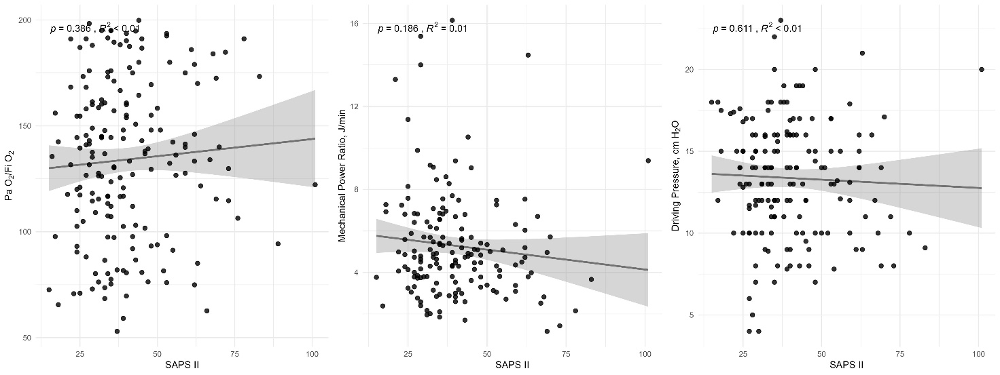 p = 0.386 , R² < 0.01
200
150
100
50
Pa O₂/Fi O₂
25 50 75 100
SAPS II
p = 0.186 , R² = 0.01
16
12
8
4
Mechanical Power Ratio, J/min
25 50 75 100
SAPS II
p = 0.611 , R² < 0.01
20
15
10
5
Driving Pressure, cm H₂O
25 50 75 100
SAPS II